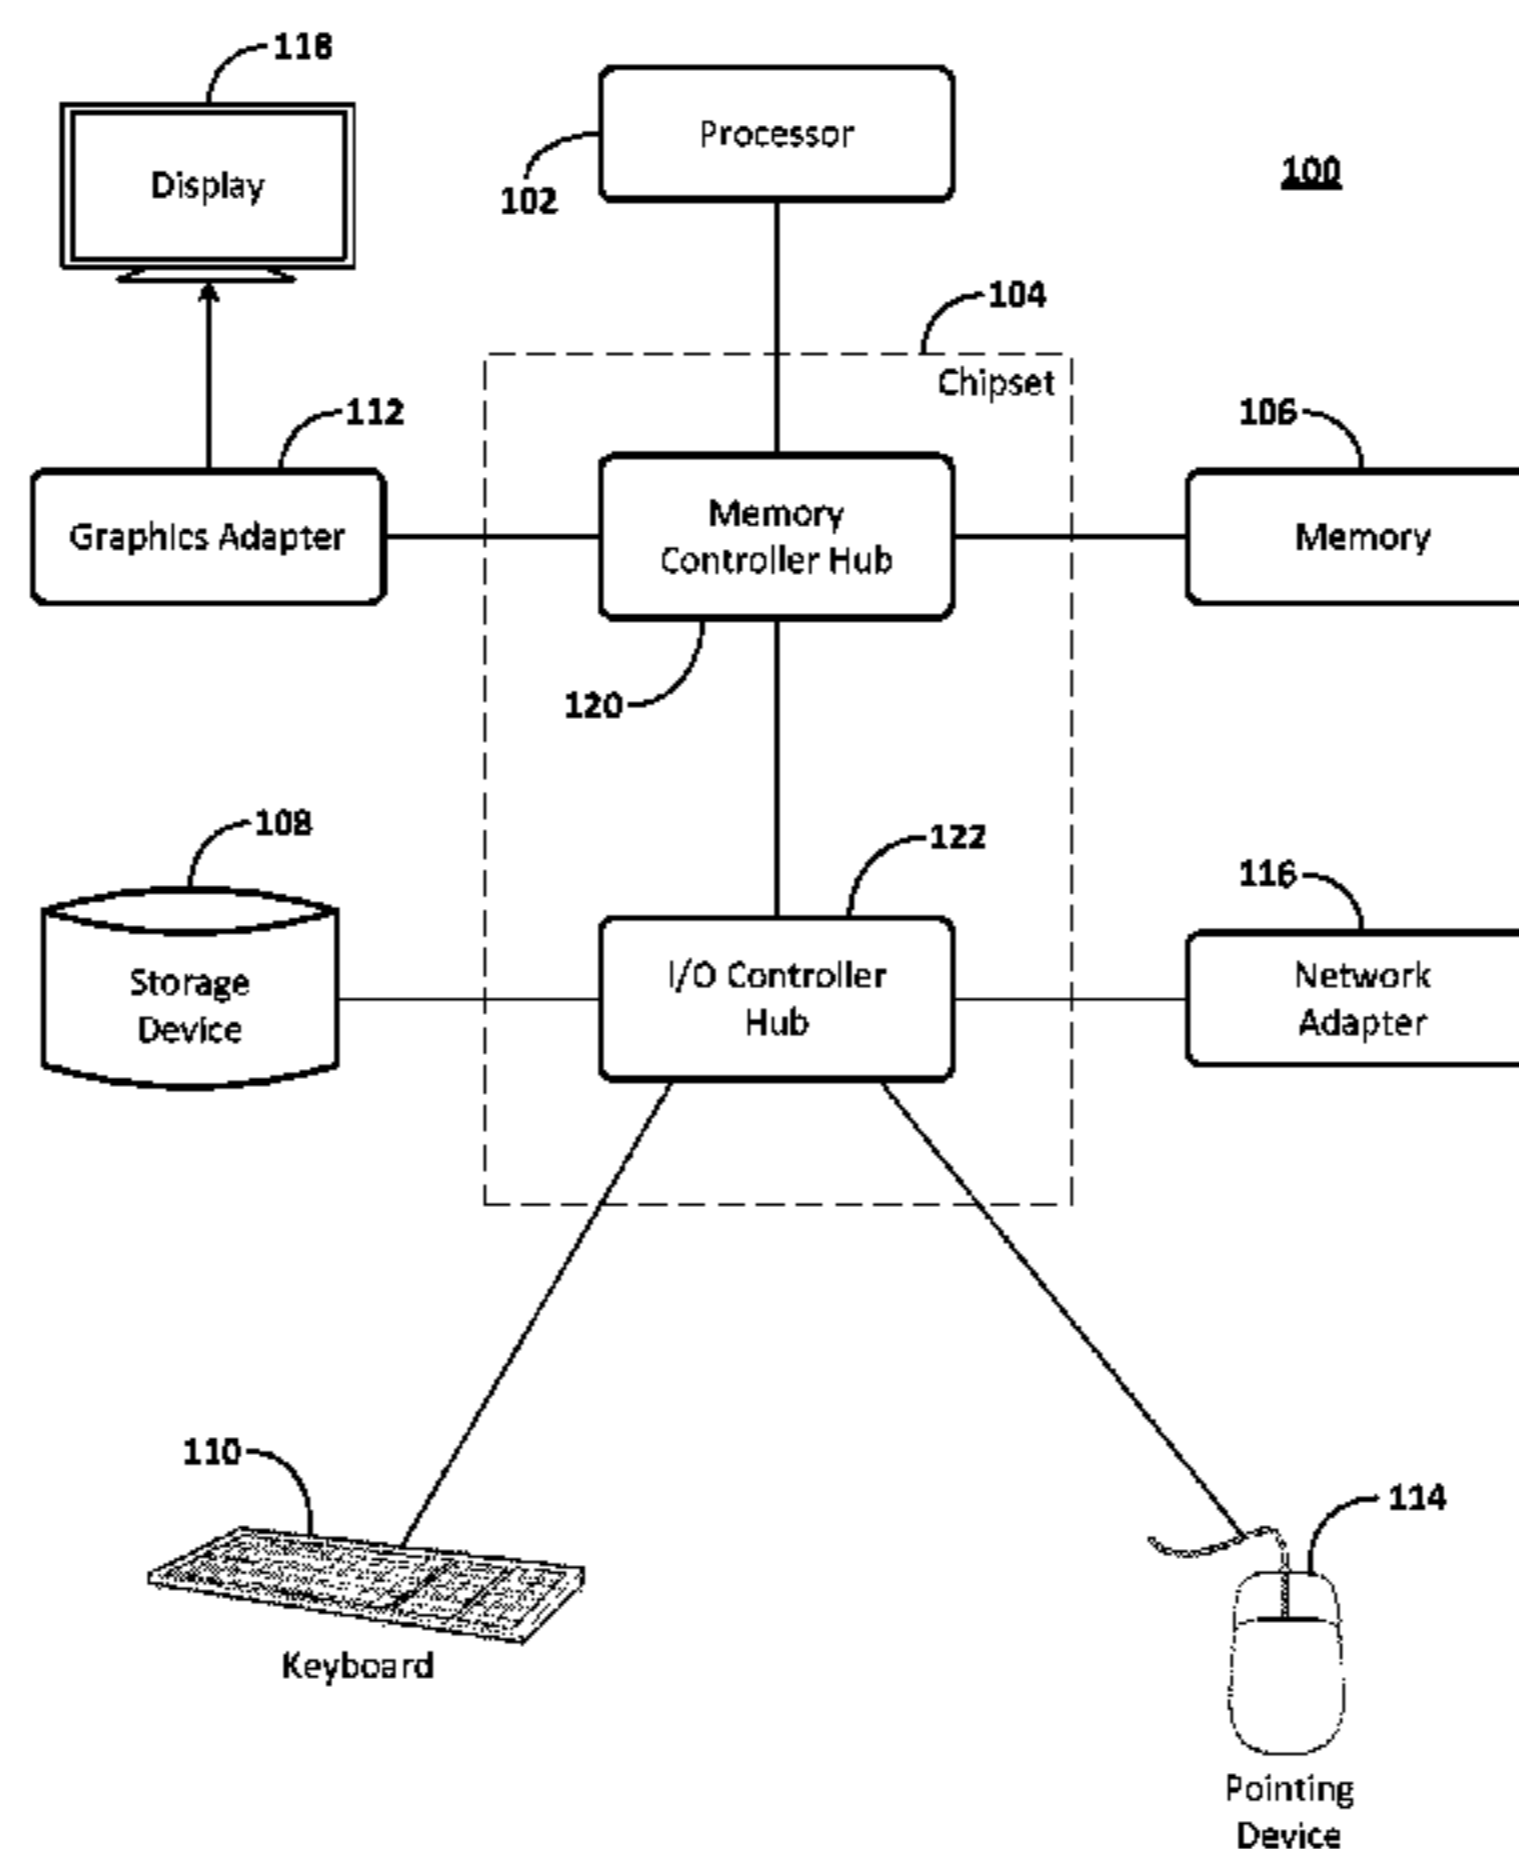 118
Processor
Display
100
102
104
Chipset
112
106
Graphics Adapter
Memory
Controller Hub
Memory
120
108
122
116
Storage
Device
I/O Controller
Hub
Network
Adapter
110
114
Keyboard
Pointing
Device